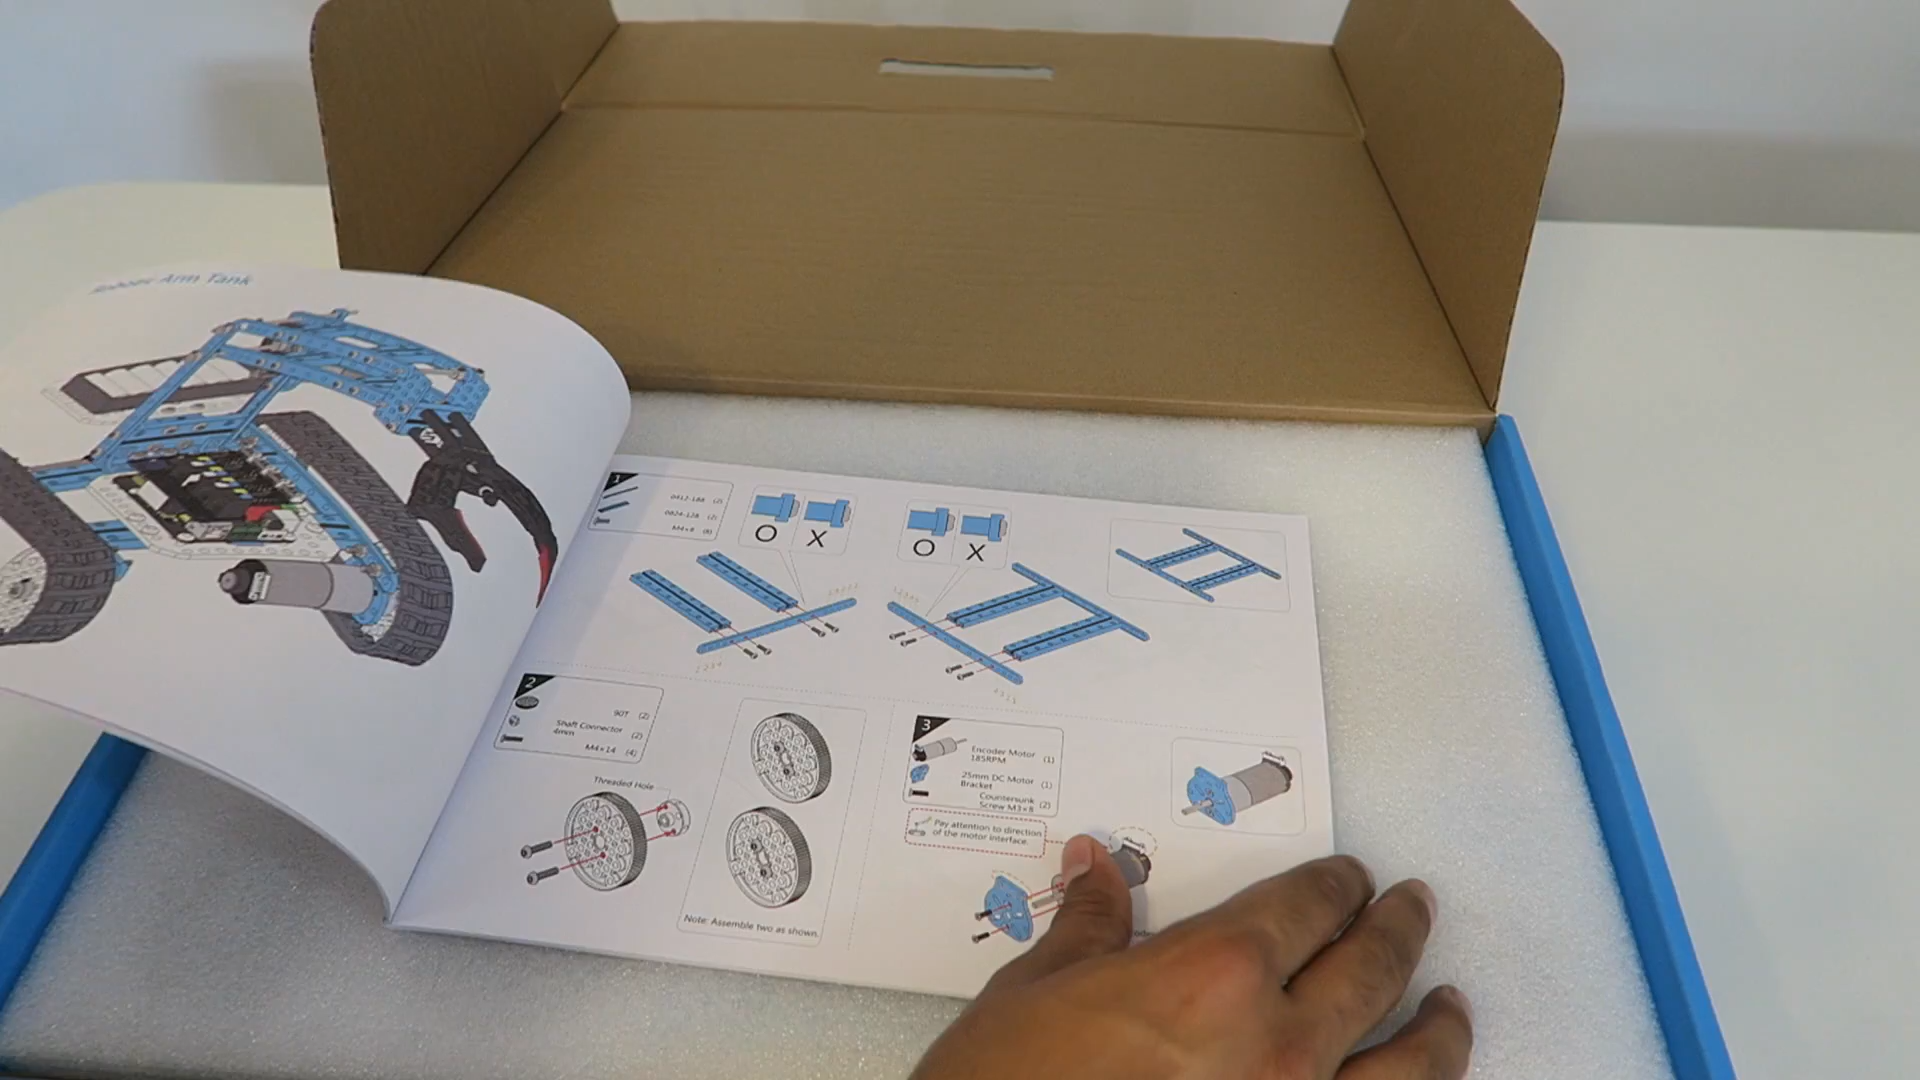 Robotic Arm Tank
1
0412-188 (2)
0824-128 (2)
M4×8 (8)
O X
O X
2
90T (2)
Shaft Connector
4mm (2)
M4×14 (4)
Threaded Hole
Note: Assemble two as shown.
3
Encoder Motor
185RPM (1)
25mm DC Motor
Bracket (1)
Countersunk
Screw M3×8 (2)
Pay attention to direction
of the motor interface.